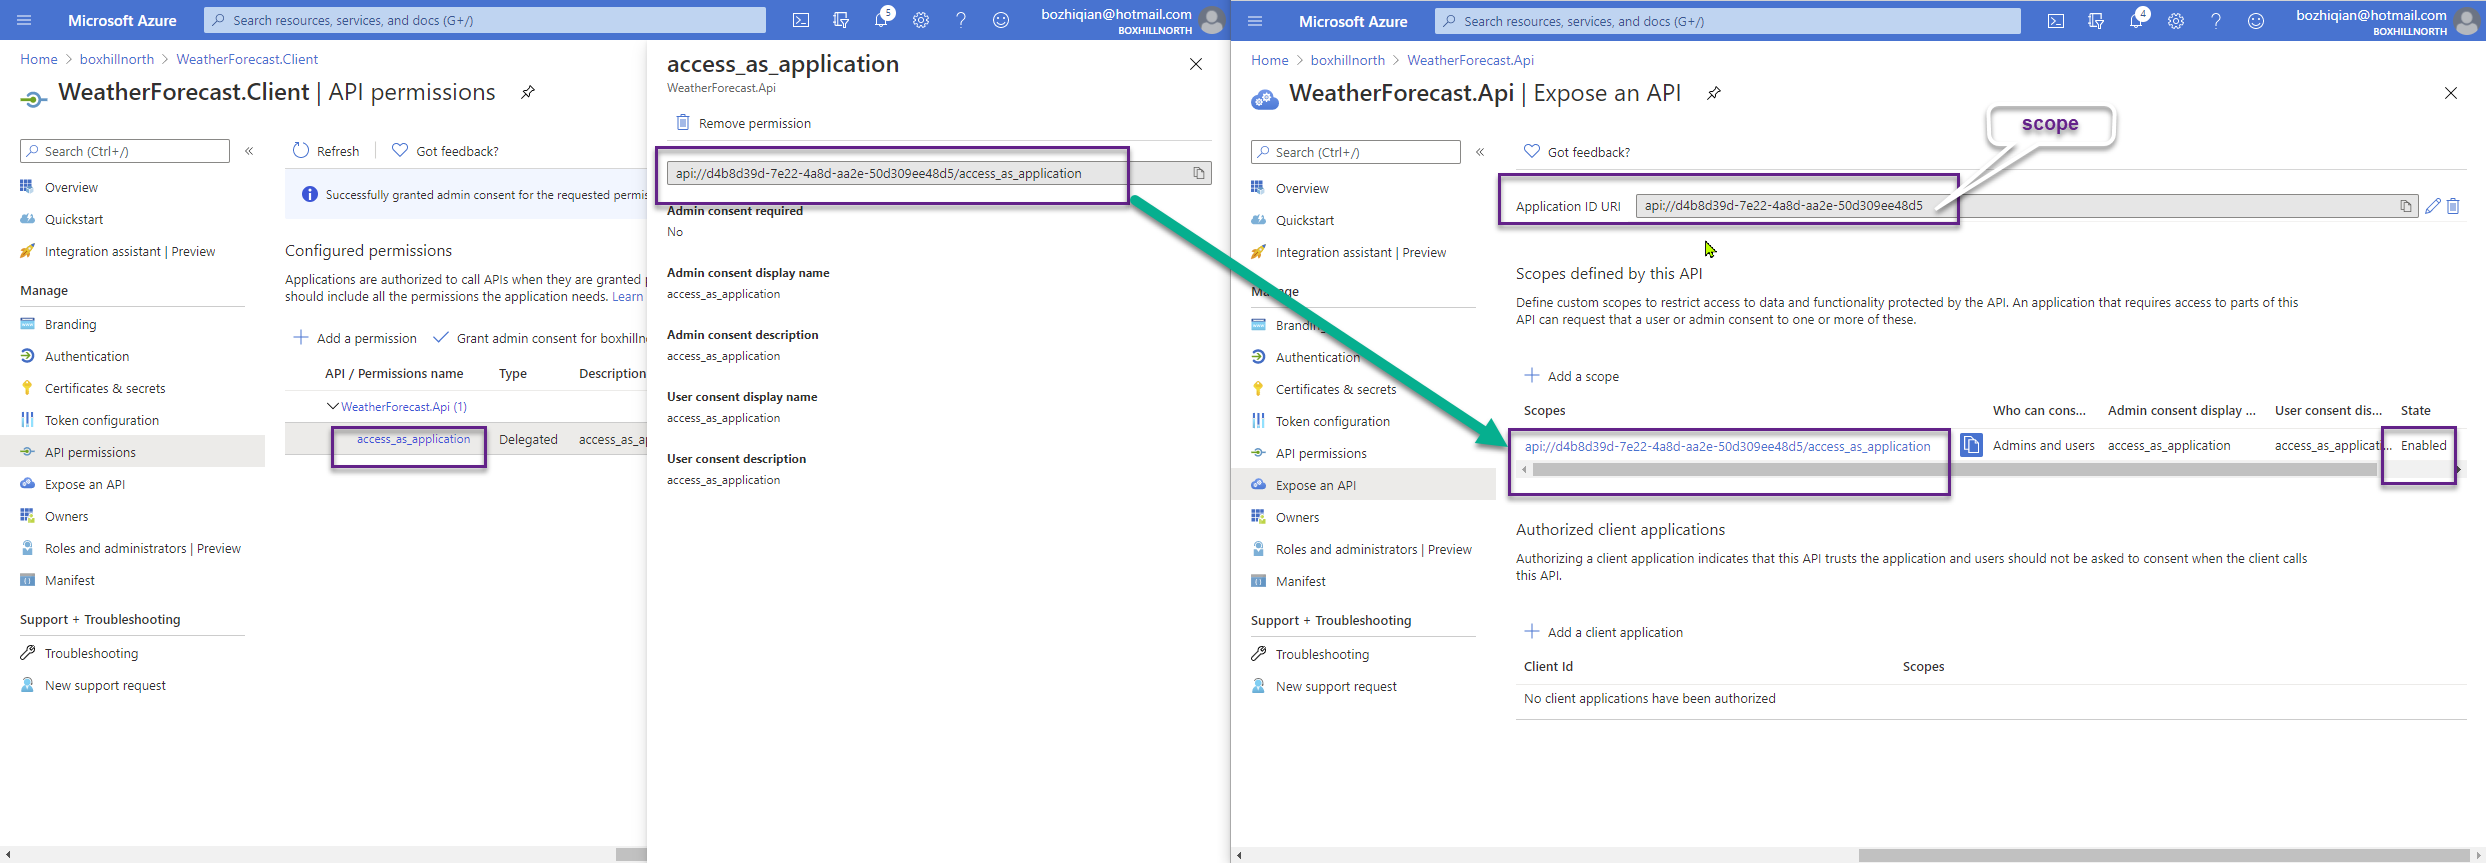 Microsoft Azure
Search resources, services, and docs (G+/)
5
bozhiqian@hotmail.com
BOXHILLNORTH
Home > boxhillnorth > WeatherForecast.Client
WeatherForecast.Client | API permissions
Search (Ctrl+/)
«
Overview
Quickstart
Integration assistant | Preview
Manage
Branding
Authentication
Certificates & secrets
Token configuration
API permissions
Expose an API
Owners
Roles and administrators | Preview
Manifest
Support + Troubleshooting
Troubleshooting
New support request
Refresh
Got feedback?
Successfully granted admin consent for the requested permis
Configured permissions
Applications are authorized to call APIs when they are granted p
should include all the permissions the application needs. Learn
Add a permission
Grant admin consent for boxhilln
API / Permissions name Type Description
WeatherForecast.Api (1)
access_as_application Delegated access_as_a
access_as_application
WeatherForecast.Api
Remove permission
api://d4b8d39d-7e22-4a8d-aa2e-50d309ee48d5/access_as_application
Admin consent required
No
Admin consent display name
access_as_application
Admin consent description
access_as_application
User consent display name
access_as_application
User consent description
access_as_application
Microsoft Azure
Search resources, services, and docs (G+/)
4
bozhiqian@hotmail.com
BOXHILLNORTH
Home > boxhillnorth > WeatherForecast.Api
WeatherForecast.Api | Expose an API
scope
Search (Ctrl+/)
«
Overview
Quickstart
Integration assistant | Preview
Manage
Branding
Authentication
Certificates & secrets
Token configuration
API permissions
Expose an API
Owners
Roles and administrators | Preview
Manifest
Support + Troubleshooting
Troubleshooting
New support request
Got feedback?
Application ID URI api://d4b8d39d-7e22-4a8d-aa2e-50d309ee48d5
Scopes defined by this API
Define custom scopes to restrict access to data and functionality protected by the API. An application that requires access to parts of this
API can request that a user or admin consent to one or more of these.
Add a scope
Scopes Who can cons... Admin consent display ... User consent dis... State
api://d4b8d39d-7e22-4a8d-aa2e-50d309ee48d5/access_as_application Admins and users access_as_application access_as_applicati... Enabled
Authorized client applications
Authorizing a client application indicates that this API trusts the application and users should not be asked to consent when the client calls
this API.
Add a client application
Client Id Scopes
No client applications have been authorized